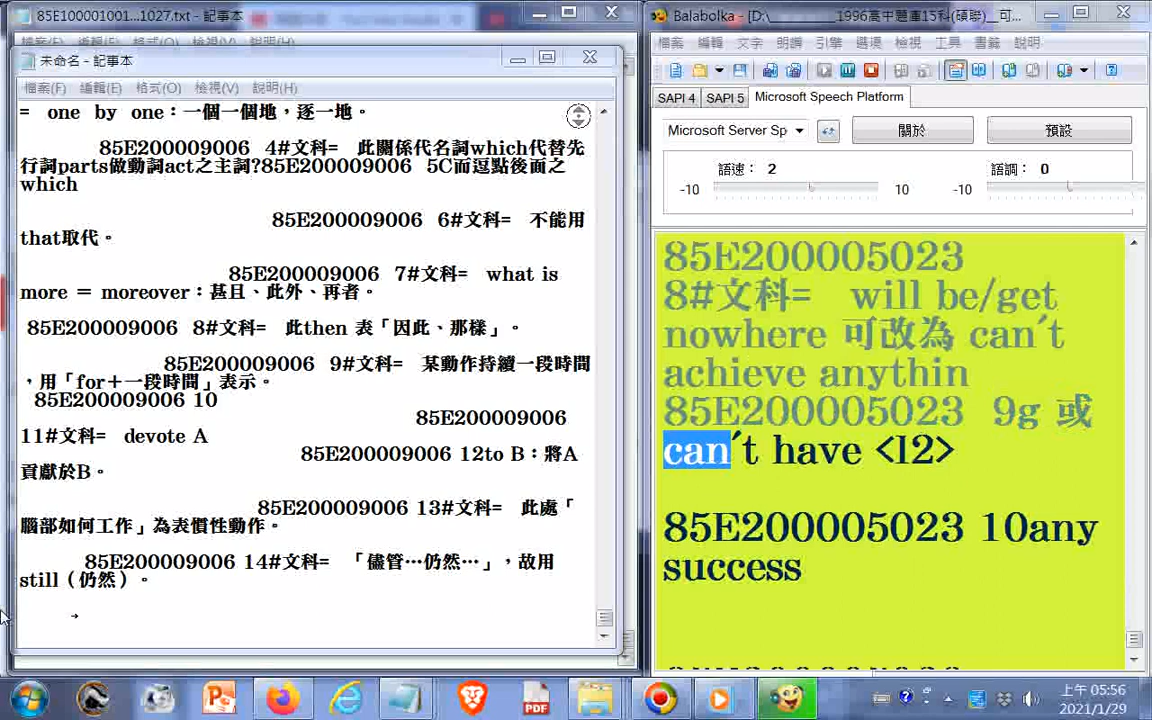 85E100001001...1027.txt - 記事本
未命名 - 記事本
檔案(F) 編輯(E) 格式(O) 檢視(V) 說明(H)
= one by one：一個一個地，逐一地。
85E200009006 4#文科= 此關係代名詞which代替先
行詞parts做動詞act之主詞?85E200009006 5C而逗點後面之
which
85E200009006 6#文科= 不能用
that取代。
85E200009006 7#文科= what is
more ＝ moreover：甚且、此外、再者。
85E200009006 8#文科= 此then 表「因此、那樣」。
85E200009006 9#文科= 某動作持續一段時間
，用「for＋一段時間」表示。
85E200009006 10
85E200009006
11#文科= devote A
85E200009006 12to B：將A
貢獻於B。
85E200009006 13#文科= 此處「
腦部如何工作」為表慣性動作。
85E200009006 14#文科= 「儘管…仍然…」，故用
still（仍然）。
Balabolka - [D:\________1996高中題庫15科(碩聯)__可...
檔案 編輯 文字 朗讀 引擎 選項 檢視 工具 書籤 說明
SAPI 4 SAPI 5 Microsoft Speech Platform
Microsoft Server Sp 關於 預設
語速： 2 語調： 0
-10 10 -10
85E200005023
8#文科= will be/get
nowhere 可改為 can't
achieve anythin
85E200005023 9g 或
can't have <I2>
85E200005023 10any
success
PDF
上午 05:56
2021/1/29